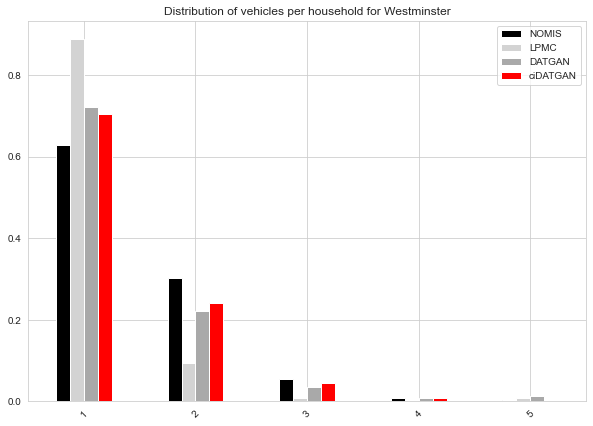 Distribution of vehicles per household for Westminster
NOMIS
LPMC
DATGAN
ciDATGAN
0.8
0.6
0.4
0.2
0.0
1
2
3
4
5